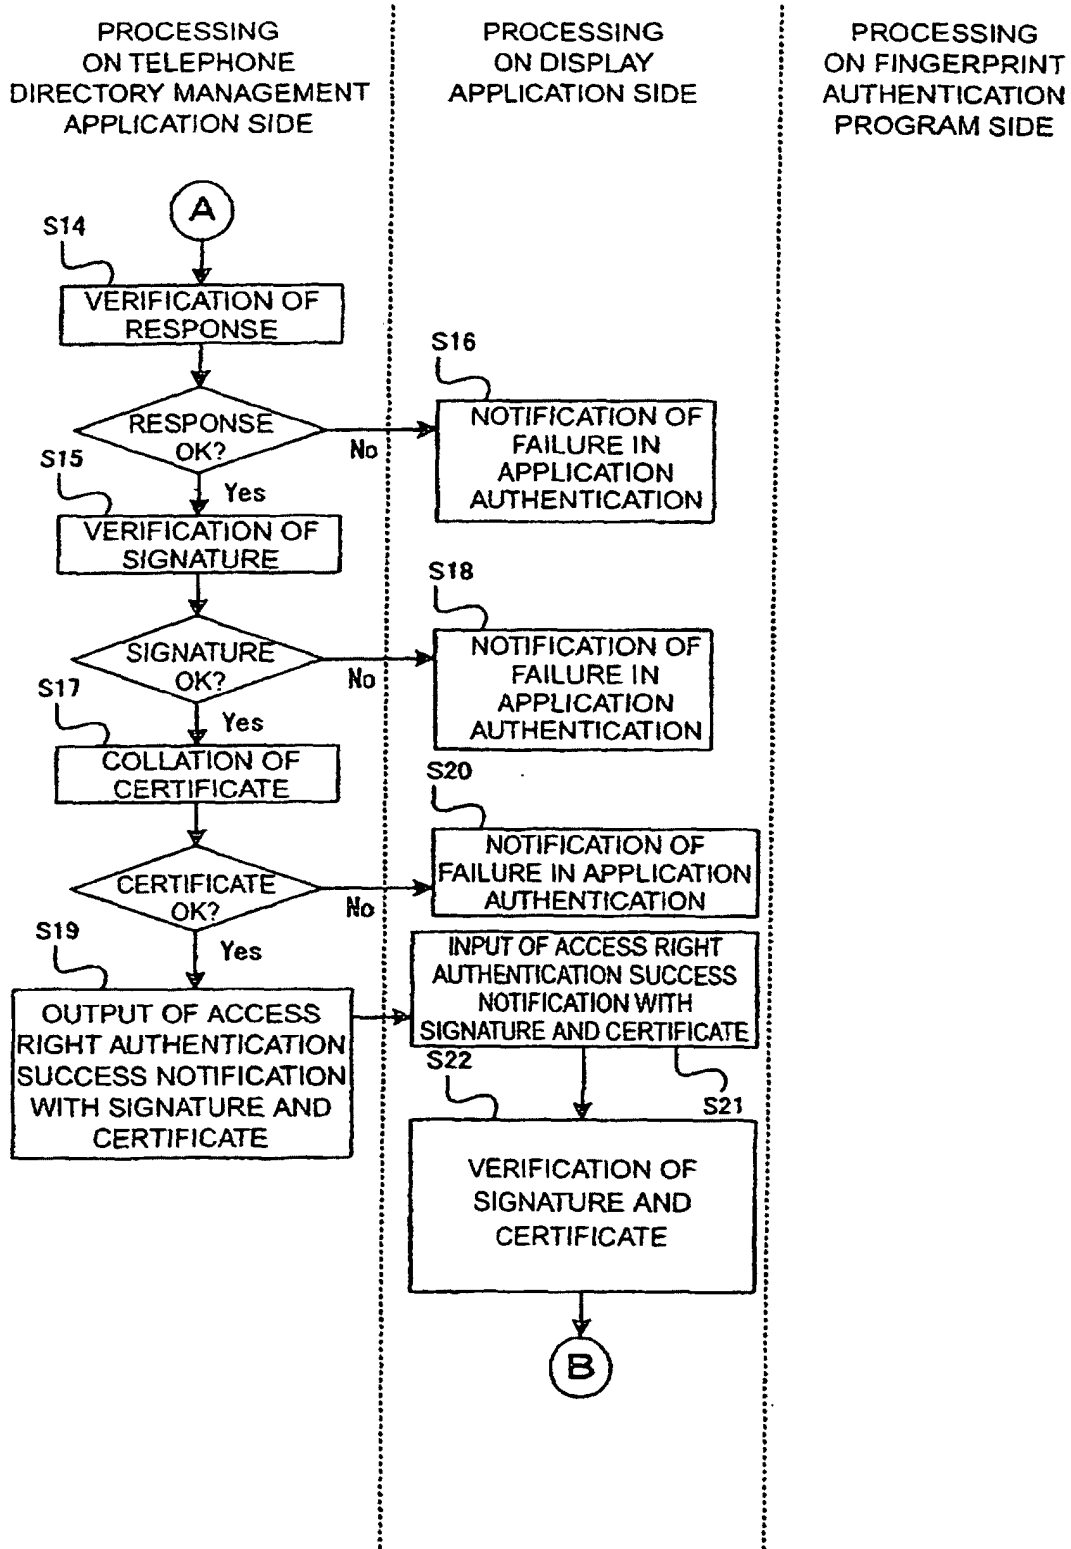 PROCESSING
ON TELEPHONE
DIRECTORY MANAGEMENT
APPLICATION SIDE
PROCESSING
ON DISPLAY
APPLICATION SIDE
PROCESSING
ON FINGERPRINT
AUTHENTICATION
PROGRAM SIDE
A
S14
VERIFICATION OF
RESPONSE
RESPONSE
OK?
No
Yes
S16
NOTIFICATION OF
FAILURE IN
APPLICATION
AUTHENTICATION
S15
VERIFICATION OF
SIGNATURE
SIGNATURE
OK?
No
Yes
S18
NOTIFICATION OF
FAILURE IN
APPLICATION
AUTHENTICATION
S17
COLLATION OF
CERTIFICATE
CERTIFICATE
OK?
No
Yes
S20
NOTIFICATION OF
FAILURE IN APPLICATION
AUTHENTICATION
S19
OUTPUT OF ACCESS
RIGHT AUTHENTICATION
SUCCESS NOTIFICATION
WITH SIGNATURE AND
CERTIFICATE
INPUT OF ACCESS RIGHT
AUTHENTICATION SUCCESS
NOTIFICATION WITH
SIGNATURE AND CERTIFICATE
S21
S22
VERIFICATION OF
SIGNATURE AND
CERTIFICATE
B